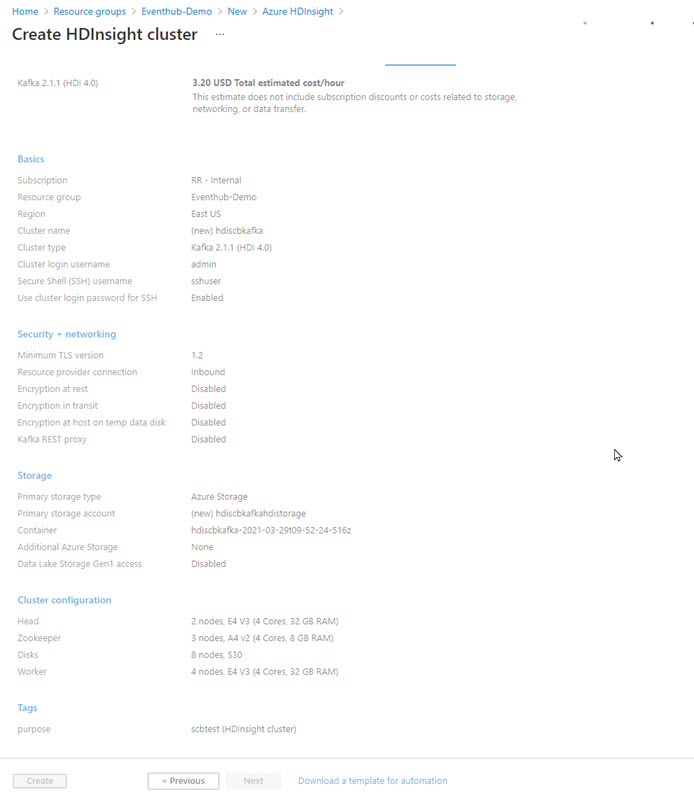 Home > Resource groups > Eventhub-Demo > New > Azure HDInsight >
Create HDInsight cluster ...
Kafka 2.1.1 (HDI 4.0) 3.20 USD Total estimated cost/hour
This estimate does not include subscription discounts or costs related to storage,
networking, or data transfer.
Basics
Subscription RR - Internal
Resource group Eventhub-Demo
Region East US
Cluster name (new) hdiscbkafka
Cluster type Kafka 2.1.1 (HDI 4.0)
Cluster login username admin
Secure Shell (SSH) username sshuser
Use cluster login password for SSH Enabled
Security + networking
Minimum TLS version 1.2
Resource provider connection Inbound
Encryption at rest Disabled
Encryption in transit Disabled
Encryption at host on temp data disk Disabled
Kafka REST proxy Disabled
Storage
Primary storage type Azure Storage
Primary storage account (new) hdiscbkafkahdistorage
Container hdiscbkafka-2021-03-29t09-52-24-516z
Additional Azure Storage None
Data Lake Storage Gen1 access Disabled
Cluster configuration
Head 2 nodes, E4 V3 (4 Cores, 32 GB RAM)
Zookeeper 3 nodes, A4 v2 (4 Cores, 8 GB RAM)
Disks 8 nodes, S30
Worker 4 nodes, E4 V3 (4 Cores, 32 GB RAM)
Tags
purpose scbtest (HDInsight cluster)
Create « Previous Next Download a template for automation